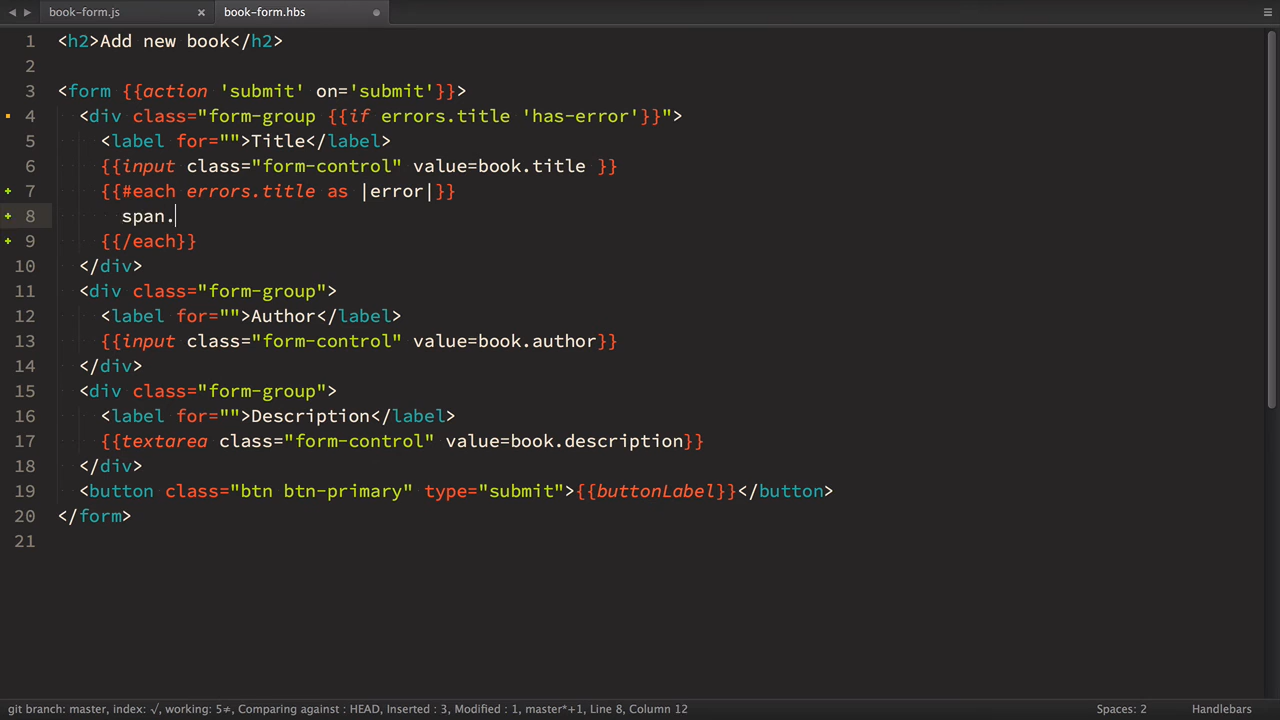 book-form.js × book-form.hbs
1 <h2>Add new book</h2>
2
3 <form {{action 'submit' on='submit'}}>
4 <div class="form-group {{if errors.title 'has-error'}}">
5 <label for="">Title</label>
6 {{input class="form-control" value=book.title }}
7 {{#each errors.title as |error|}}
8 span.
9 {{/each}}
10 </div>
11 <div class="form-group">
12 <label for="">Author</label>
13 {{input class="form-control" value=book.author}}
14 </div>
15 <div class="form-group">
16 <label for="">Description</label>
17 {{textarea class="form-control" value=book.description}}
18 </div>
19 <button class="btn btn-primary" type="submit">{{buttonLabel}}</button>
20 </form>
21
git branch: master, index: √, working: 5≠, Comparing against : HEAD, Inserted : 3, Modified : 1, master*+1, Line 8, Column 12 Spaces: 2 Handlebars